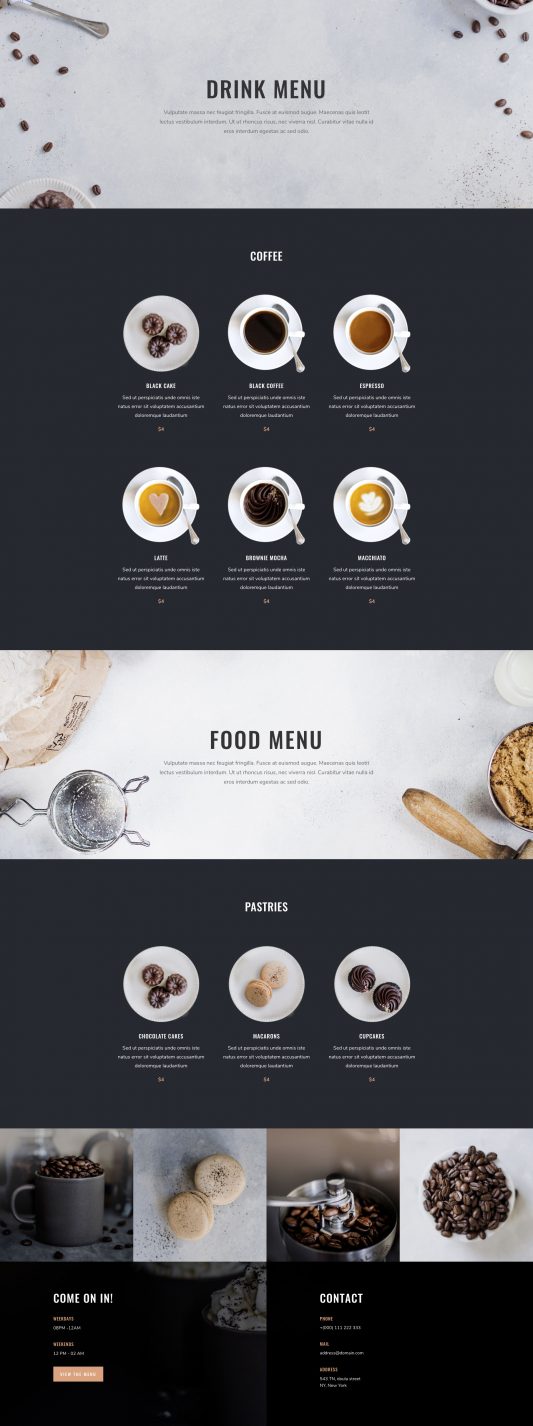 DRINK MENU
Vulputate massa nec feugiat fringilla. Fusce at euismod augue. Maecenas quis leotit
lectus vestibulum interdum. Ut ut rhoncus risus, nec viverra nisl. Curabitur vitae nulla id
eros interdum egestas ac sed odio.
COFFEE
BLACK CAKE
Sed ut perspiciatis unde omnis iste
natus error sit voluptatem accusantium
doloremque laudantium
$4
BLACK COFFEE
Sed ut perspiciatis unde omnis iste
natus error sit voluptatem accusantium
doloremque laudantium
$4
ESPRESSO
Sed ut perspiciatis unde omnis iste
natus error sit voluptatem accusantium
doloremque laudantium
$4
LATTE
Sed ut perspiciatis unde omnis iste
natus error sit voluptatem accusantium
doloremque laudantium
$4
BROWNIE MOCHA
Sed ut perspiciatis unde omnis iste
natus error sit voluptatem accusantium
doloremque laudantium
$4
MACCHIATO
Sed ut perspiciatis unde omnis iste
natus error sit voluptatem accusantium
doloremque laudantium
$4
FOOD MENU
Vulputate massa nec feugiat fringilla. Fusce at euismod augue. Maecenas quis leotit
lectus vestibulum interdum. Ut ut rhoncus risus, nec viverra nisl. Curabitur vitae nulla id
eros interdum egestas ac sed odio.
PASTRIES
CHOCOLATE CAKES
Sed ut perspiciatis unde omnis iste
natus error sit voluptatem accusantium
doloremque laudantium
$4
MACARONS
Sed ut perspiciatis unde omnis iste
natus error sit voluptatem accusantium
doloremque laudantium
$4
CUPCAKES
Sed ut perspiciatis unde omnis iste
natus error sit voluptatem accusantium
doloremque laudantium
$4
COME ON IN!
WEEKDAYS
08PM -12AM
WEEKENDS
12 PM - 02 AM
VIEW THE MENU
CONTACT
PHONE
+(000) 111 222 333
MAIL
address@domain.com
ADDRESS
543 TN, dxula street
NY, New York